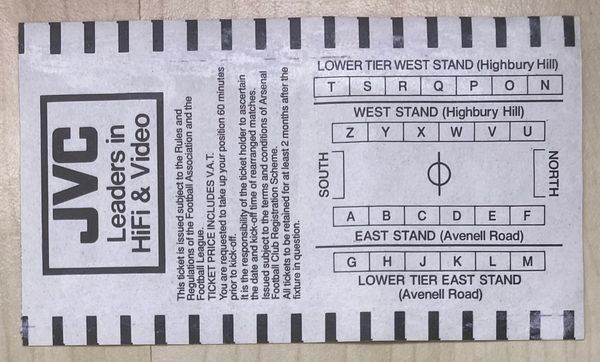 JVC
Leaders in
HiFi & Video
This ticket is issued subject to the Rules and
Regulations of the Football Association and the
Football League.
TICKET PRICE INCLUDES V.A.T.
You are requested to take up your position 60 minutes
prior to kick-off.
It is the responsibility of the ticket holder to ascertain
the date and kick-off time of rearranged matches.
Issued subject to the terms and conditions of Arsenal
Football Club Registration Scheme.
All tickets to be retained for at least 2 months after the
fixture in question.
LOWER TIER WEST STAND (Highbury Hill)
T S R Q P O N
WEST STAND (Highbury Hill)
Z Y X W V U
SOUTH
NORTH
A B C D E F
EAST STAND (Avenell Road)
G H J K L M
LOWER TIER EAST STAND
(Avenell Road)